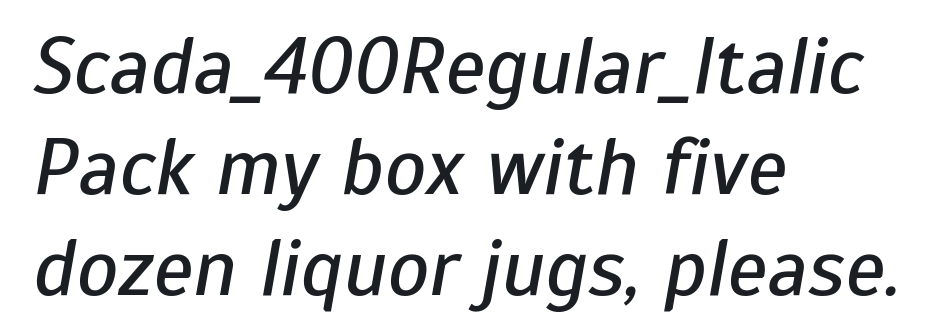 Scada_400Regular_Italic
Pack my box with five
dozen liquor jugs, please.